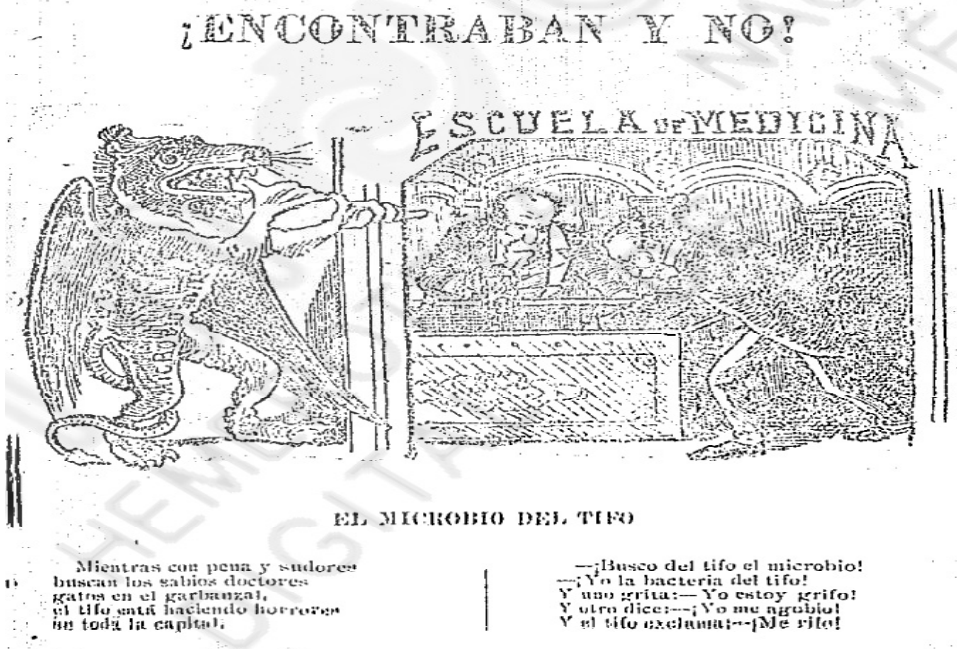 ¡ENCONTRABAN Y NO!
ESCUELA DE MEDICINA
EL MICROBIO DEL TIFO
Mientras con pena y sudores
buscan los sabios doctores
gatos en el garbanzal,
el tifo está haciendo horrores
en toda la capital.
—¡Busco del tifo el microbio!
—¡Yo la bacteria del tifo!
Y uno grita:—Yo estoy grifo!
Y otro dice:—¡Yo me agobio!
Y el tifo exclama:—¡Me rifo!